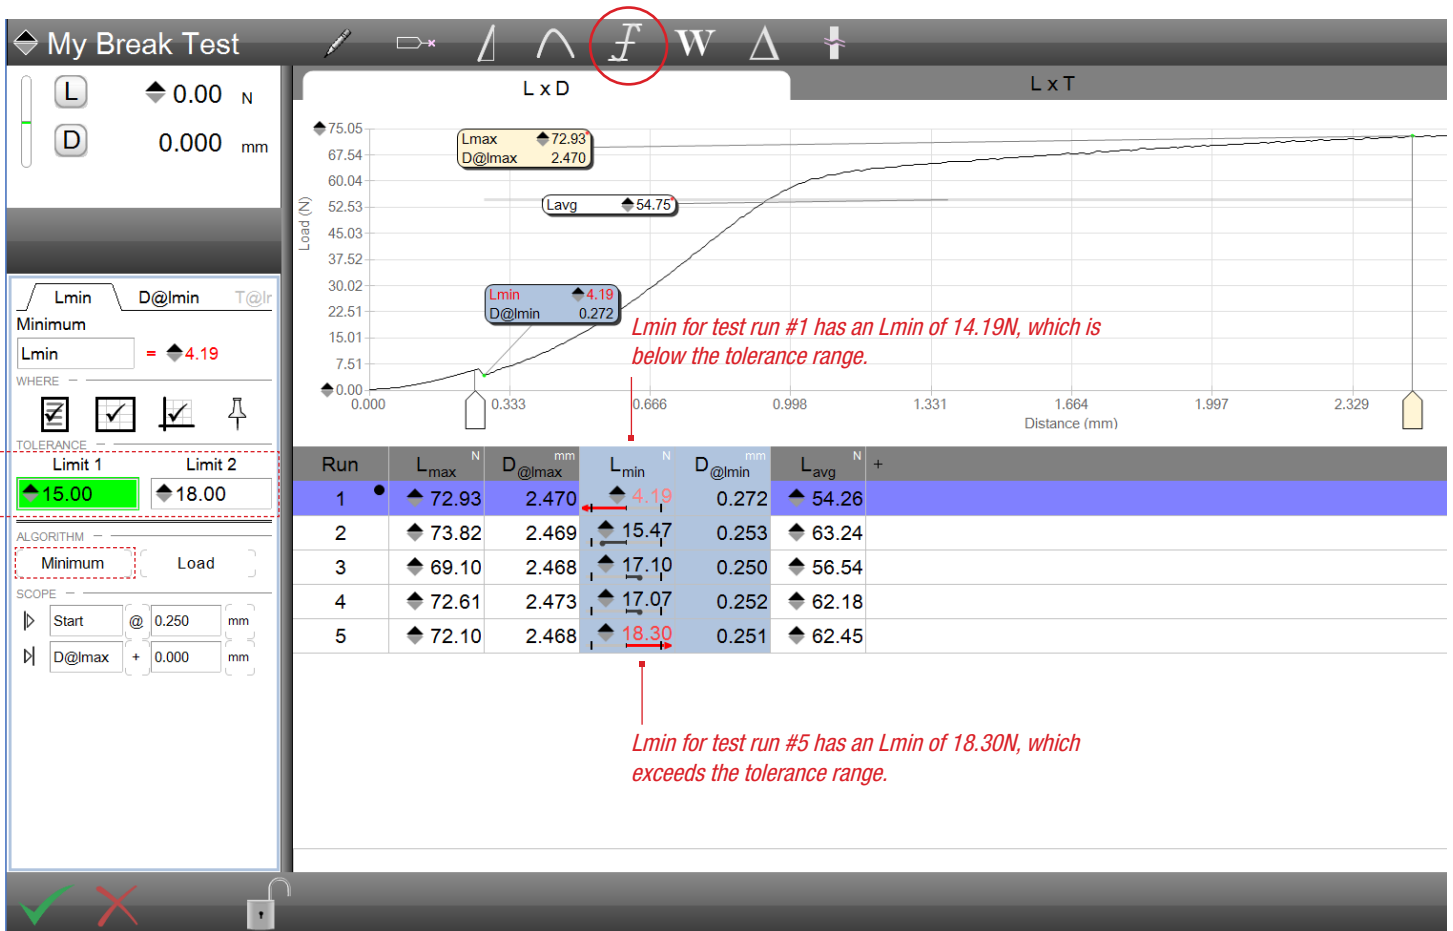 My Break Test
W
L 0.00 N
D 0.000 mm
L x D
L x T
75.05
67.54
60.04
52.53
45.03
37.52
30.02
22.51
15.01
7.51
0.00
Load (N)
Lmax 72.93
D@lmax 2.470
Lavg 54.75
Lmin 4.19
D@lmin 0.272
0.000 0.333 0.666 0.998 1.331 1.664 1.997 2.329
Distance (mm)
Lmin for test run #1 has an Lmin of 14.19N, which is
below the tolerance range.
Lmin D@lmin T@lr
Minimum
Lmin = 4.19
WHERE
TOLERANCE
Limit 1 Limit 2
15.00 18.00
ALGORITHM
Minimum Load
SCOPE
Start @ 0.250 mm
D@lmax + 0.000 mm
Run Lmax N D@lmax mm Lmin N D@lmin mm Lavg N +
1 72.93 2.470 4.19 0.272 54.26
2 73.82 2.469 15.47 0.253 63.24
3 69.10 2.468 17.10 0.250 56.54
4 72.61 2.473 17.07 0.252 62.18
5 72.10 2.468 18.30 0.251 62.45
Lmin for test run #5 has an Lmin of 18.30N, which
exceeds the tolerance range.